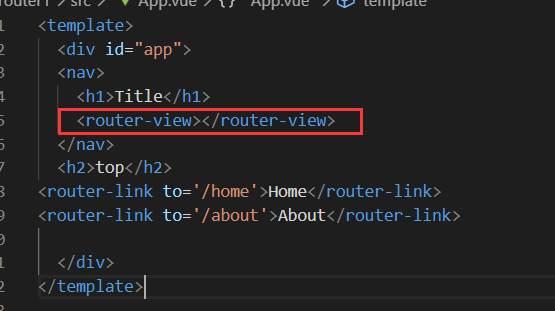 router1 > src > App.vue > {} App.vue > template
1 <template>
2 <div id="app">
3 <nav>
4 <h1>Title</h1>
5 <router-view></router-view>
6 </nav>
7 <h2>top</h2>
8 <router-link to='/home'>Home</router-link>
9 <router-link to='/about'>About</router-link>
0
1 </div>
2 </template>